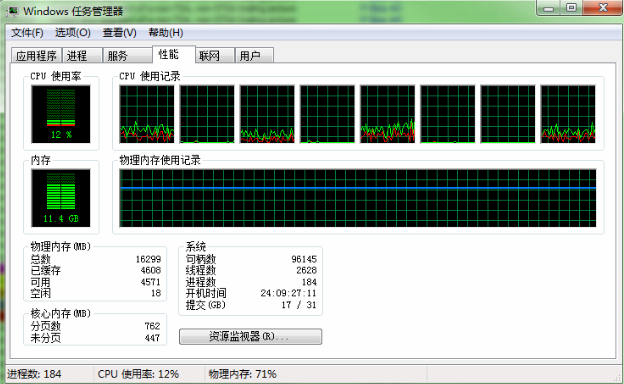 Windows 任务管理器
文件(F) 选项(O) 查看(V) 帮助(H)
应用程序 进程 服务 性能 联网 用户
CPU 使用率 CPU 使用记录
12 %
内存 物理内存使用记录
11.4 GB
物理内存(MB)
总数 16299
已缓存 4608
可用 4571
空闲 18
系统
句柄数 96145
线程数 2628
进程数 184
开机时间 24:09:27:11
提交(GB) 17 / 31
核心内存(MB)
分页数 762
未分页 447
资源监视器(R)...
进程数: 184 CPU 使用率: 12% 物理内存: 71%